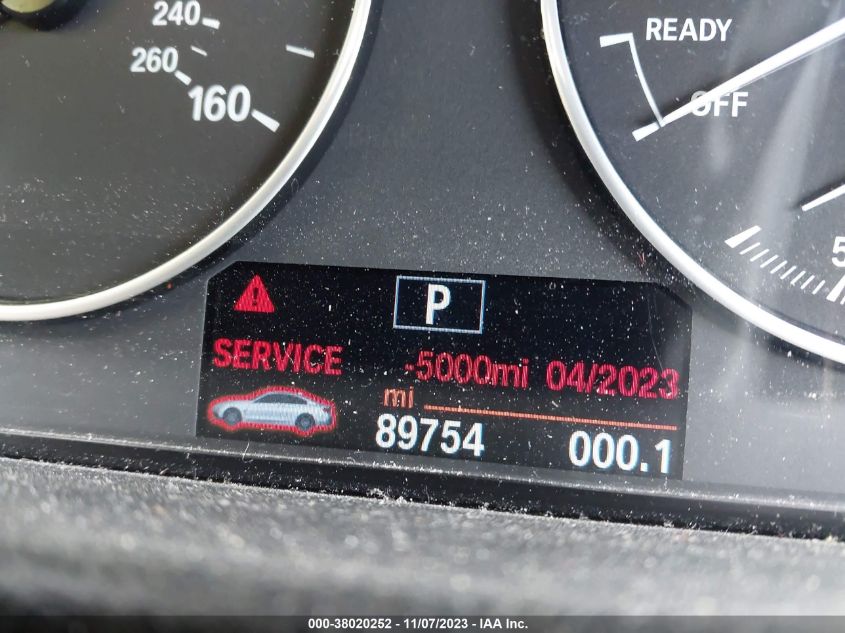 240
260
160
READY
OFF
5
P
SERVICE -5000mi 04/2023
mi
89754 000.1
000-38020252 - 11/07/2023 - IAA Inc.